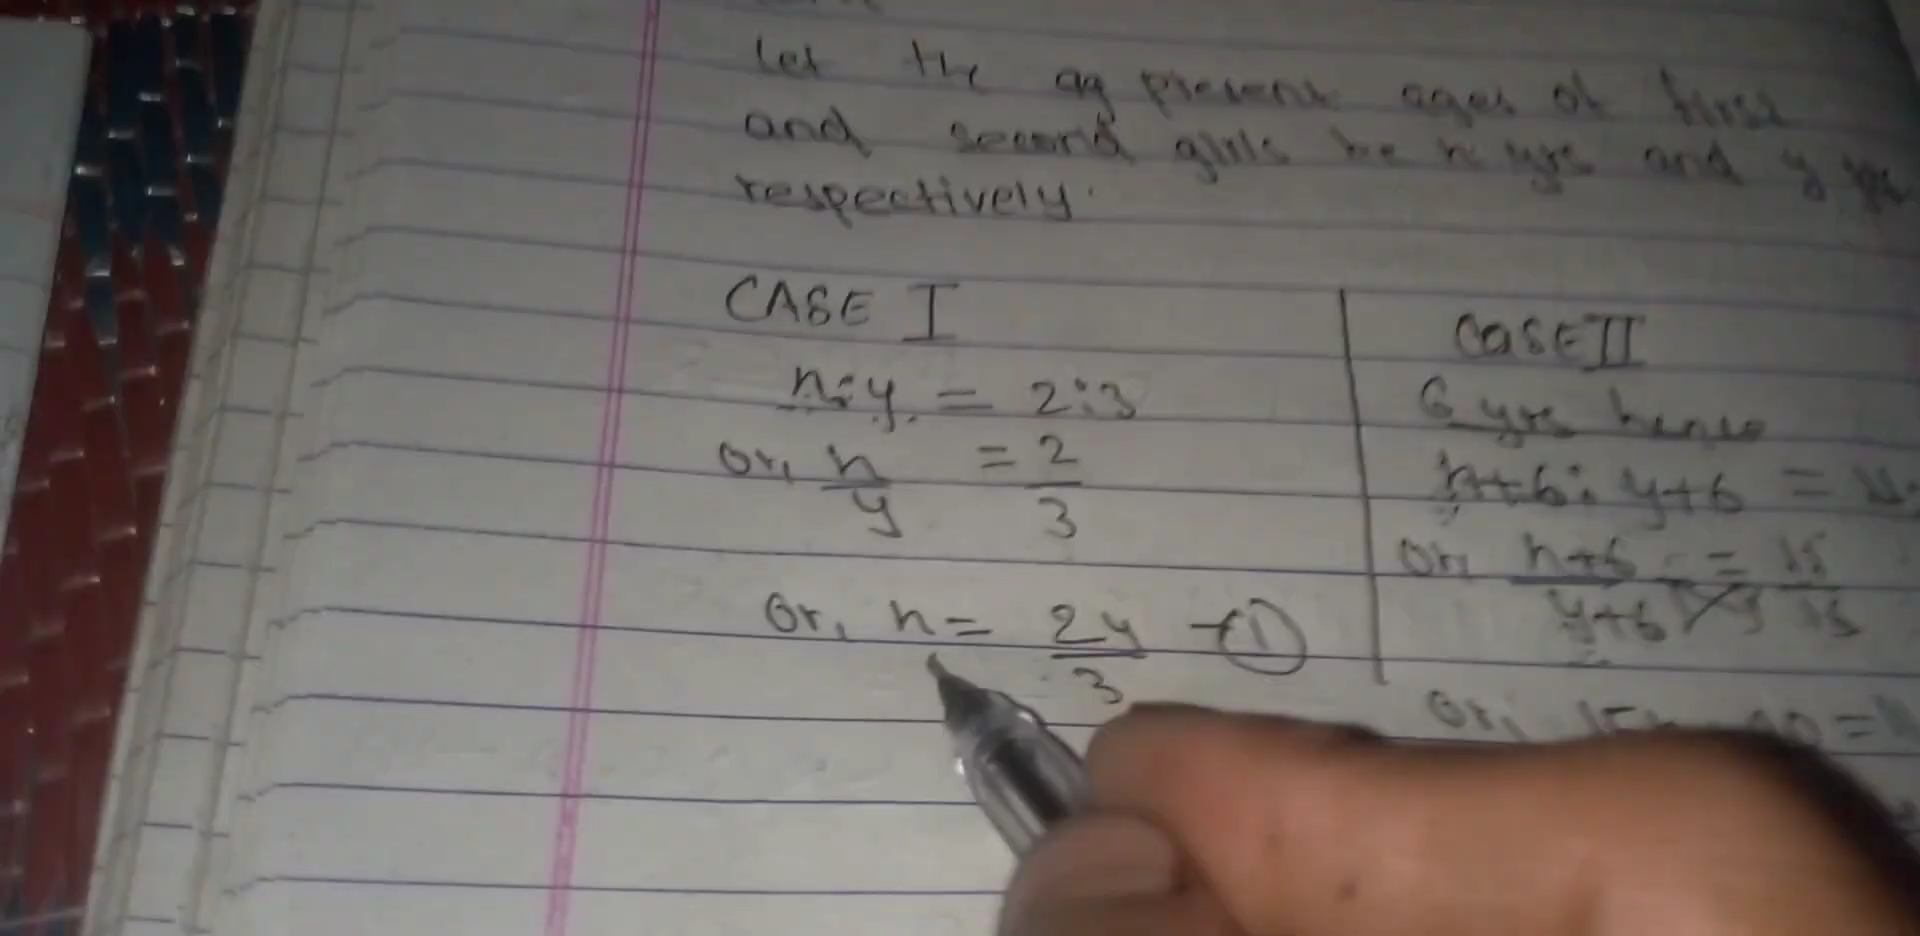 Let the ag present ages of first
and second girls be x yrs and y yrs
respectively.
CASE I
x:y = 2:3
or, x/y = 2/3
or, x = 2y/3 - (1)
CASE II
6 yrs hence
x+6 : y+6 =
or, x+6/y+6 =
or,